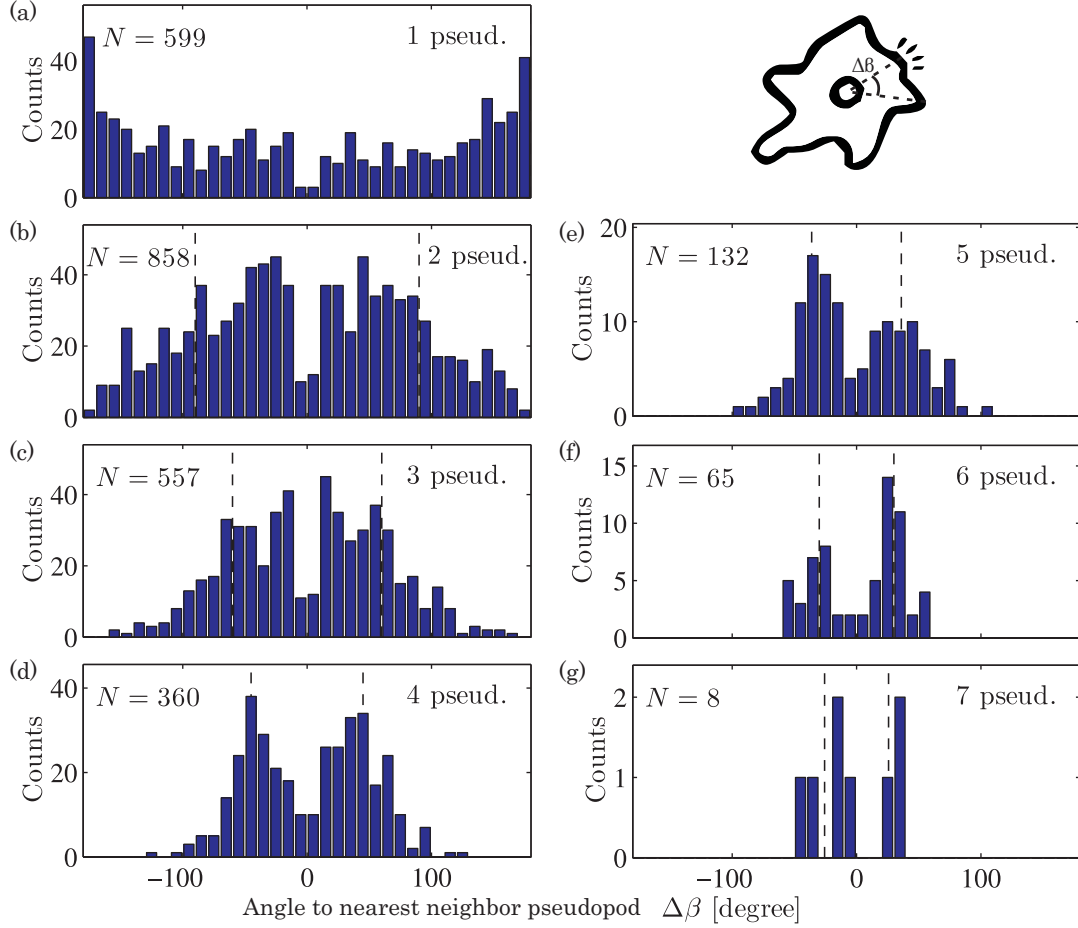 (a)
N = 599
1 pseud.
Counts
40
20
0
Δβ
(b)
N = 858
2 pseud.
Counts
40
20
0
(c)
N = 557
3 pseud.
Counts
40
20
0
(d)
N = 360
4 pseud.
Counts
40
20
0
−100 0 100
(e)
N = 132
5 pseud.
Counts
20
10
0
(f)
N = 65
6 pseud.
Counts
15
10
5
0
(g)
N = 8
7 pseud.
Counts
2
1
0
−100 0 100
Angle to nearest neighbor pseudopod Δβ [degree]